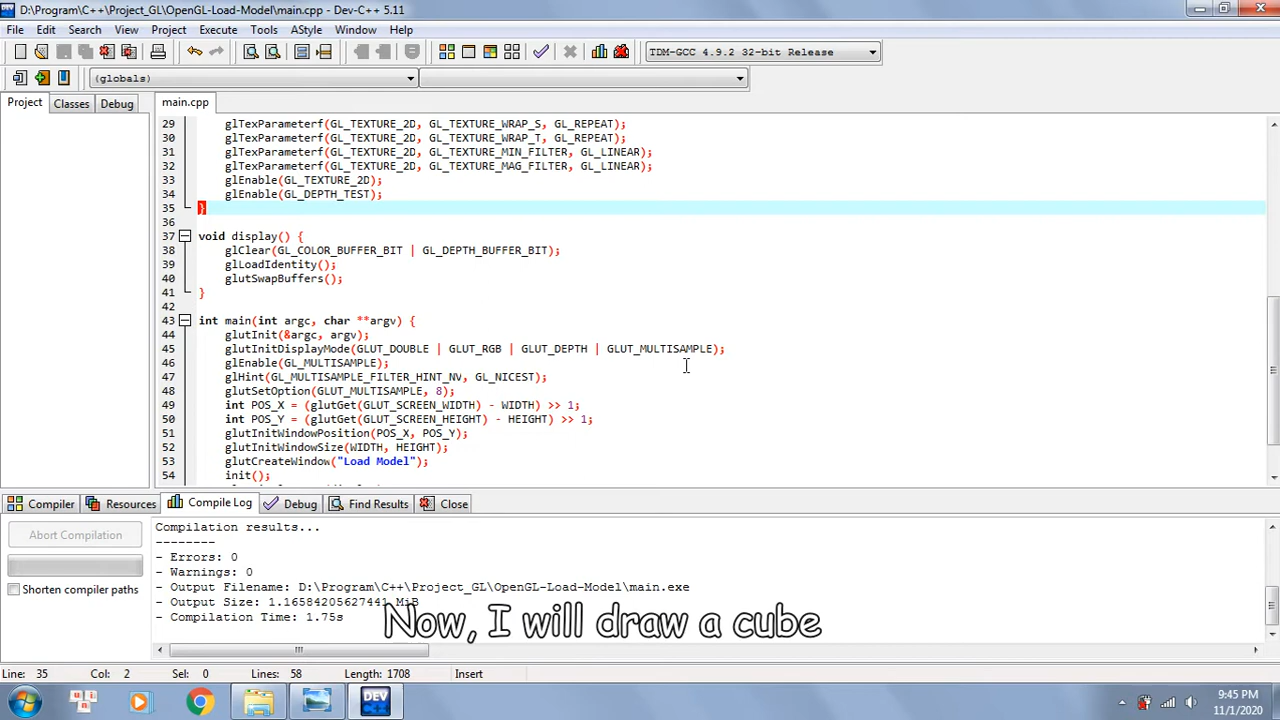 D:\Program\C++\Project_GL\OpenGL-Load-Model\main.cpp - Dev-C++ 5.11
File Edit Search View Project Execute Tools AStyle Window Help
TDM-GCC 4.9.2 32-bit Release
(globals)
Project Classes Debug main.cpp
29 glTexParameterf(GL_TEXTURE_2D, GL_TEXTURE_WRAP_S, GL_REPEAT);
30 glTexParameterf(GL_TEXTURE_2D, GL_TEXTURE_WRAP_T, GL_REPEAT);
31 glTexParameterf(GL_TEXTURE_2D, GL_TEXTURE_MIN_FILTER, GL_LINEAR);
32 glTexParameterf(GL_TEXTURE_2D, GL_TEXTURE_MAG_FILTER, GL_LINEAR);
33 glEnable(GL_TEXTURE_2D);
34 glEnable(GL_DEPTH_TEST);
35 }
36
37 void display() {
38 glClear(GL_COLOR_BUFFER_BIT | GL_DEPTH_BUFFER_BIT);
39 glLoadIdentity();
40 glutSwapBuffers();
41 }
42
43 int main(int argc, char **argv) {
44 glutInit(&argc, argv);
45 glutInitDisplayMode(GLUT_DOUBLE | GLUT_RGB | GLUT_DEPTH | GLUT_MULTISAMPLE);
46 glEnable(GL_MULTISAMPLE);
47 glHint(GL_MULTISAMPLE_FILTER_HINT_NV, GL_NICEST);
48 glutSetOption(GLUT_MULTISAMPLE, 8);
49 int POS_X = (glutGet(GLUT_SCREEN_WIDTH) - WIDTH) >> 1;
50 int POS_Y = (glutGet(GLUT_SCREEN_HEIGHT) - HEIGHT) >> 1;
51 glutInitWindowPosition(POS_X, POS_Y);
52 glutInitWindowSize(WIDTH, HEIGHT);
53 glutCreateWindow("Load Model");
54 init();
Compiler Resources Compile Log Debug Find Results Close
Abort Compilation
Shorten compiler paths
Compilation results...
--------
- Errors: 0
- Warnings: 0
- Output Filename: D:\Program\C++\Project_GL\OpenGL-Load-Model\main.exe
- Output Size: 1.16584205627441 MiB
- Compilation Time: 1.75s
Now, I will draw a cube
Line: 35 Col: 2 Sel: 0 Lines: 58 Length: 1708 Insert
DEV
9:45 PM
11/1/2020